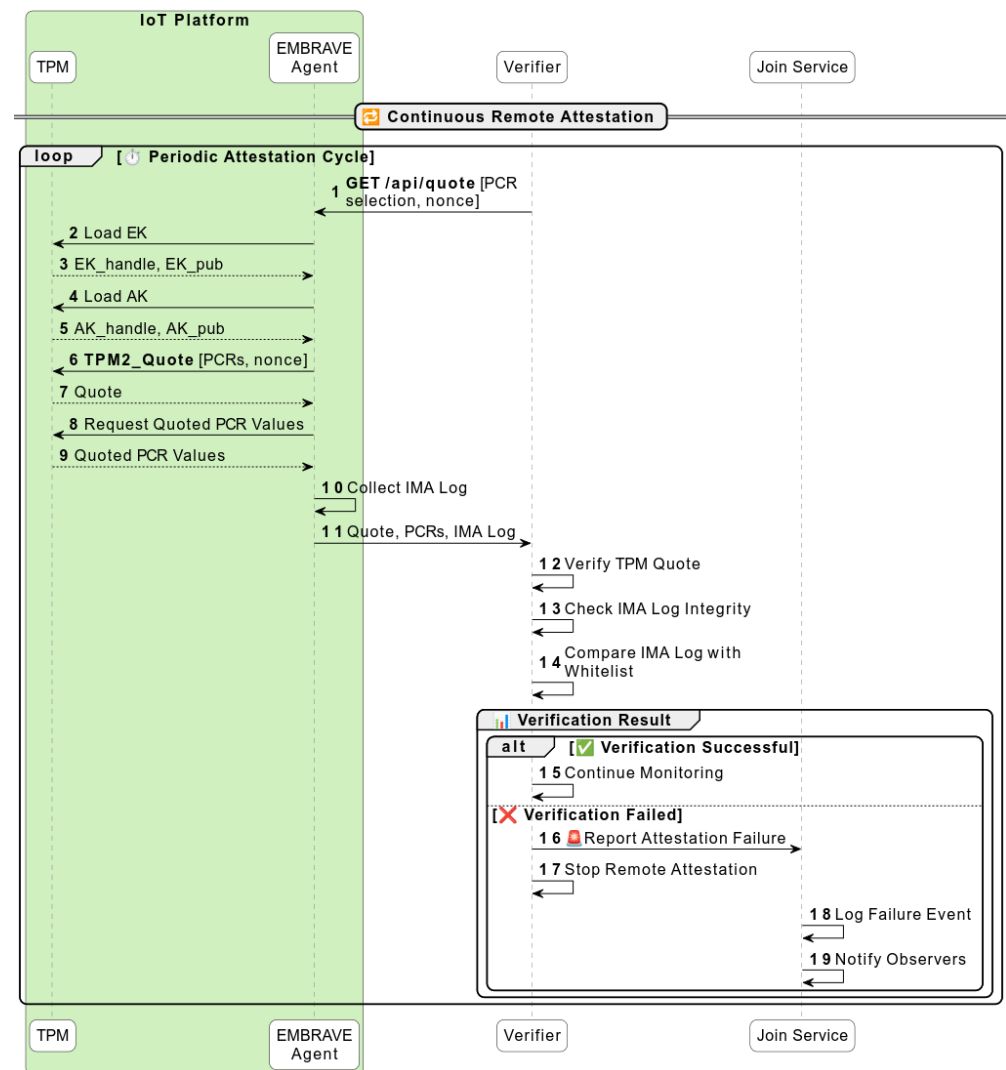 IoT Platform
TPM
EMBRAVE
Agent
Verifier
Join Service
🔁 Continuous Remote Attestation
loop
[⏱️ Periodic Attestation Cycle]
1 GET /api/quote [PCR
selection, nonce]
2 Load EK
3 EK_handle, EK_pub
4 Load AK
5 AK_handle, AK_pub
6 TPM2_Quote [PCRs, nonce]
7 Quote
8 Request Quoted PCR Values
9 Quoted PCR Values
10 Collect IMA Log
11 Quote, PCRs, IMA Log
12 Verify TPM Quote
13 Check IMA Log Integrity
14 Compare IMA Log with
Whitelist
📊 Verification Result
alt
[✅ Verification Successful]
15 Continue Monitoring
[❌ Verification Failed]
16 🚨Report Attestation Failure
17 Stop Remote Attestation
18 Log Failure Event
19 Notify Observers
TPM
EMBRAVE
Agent
Verifier
Join Service